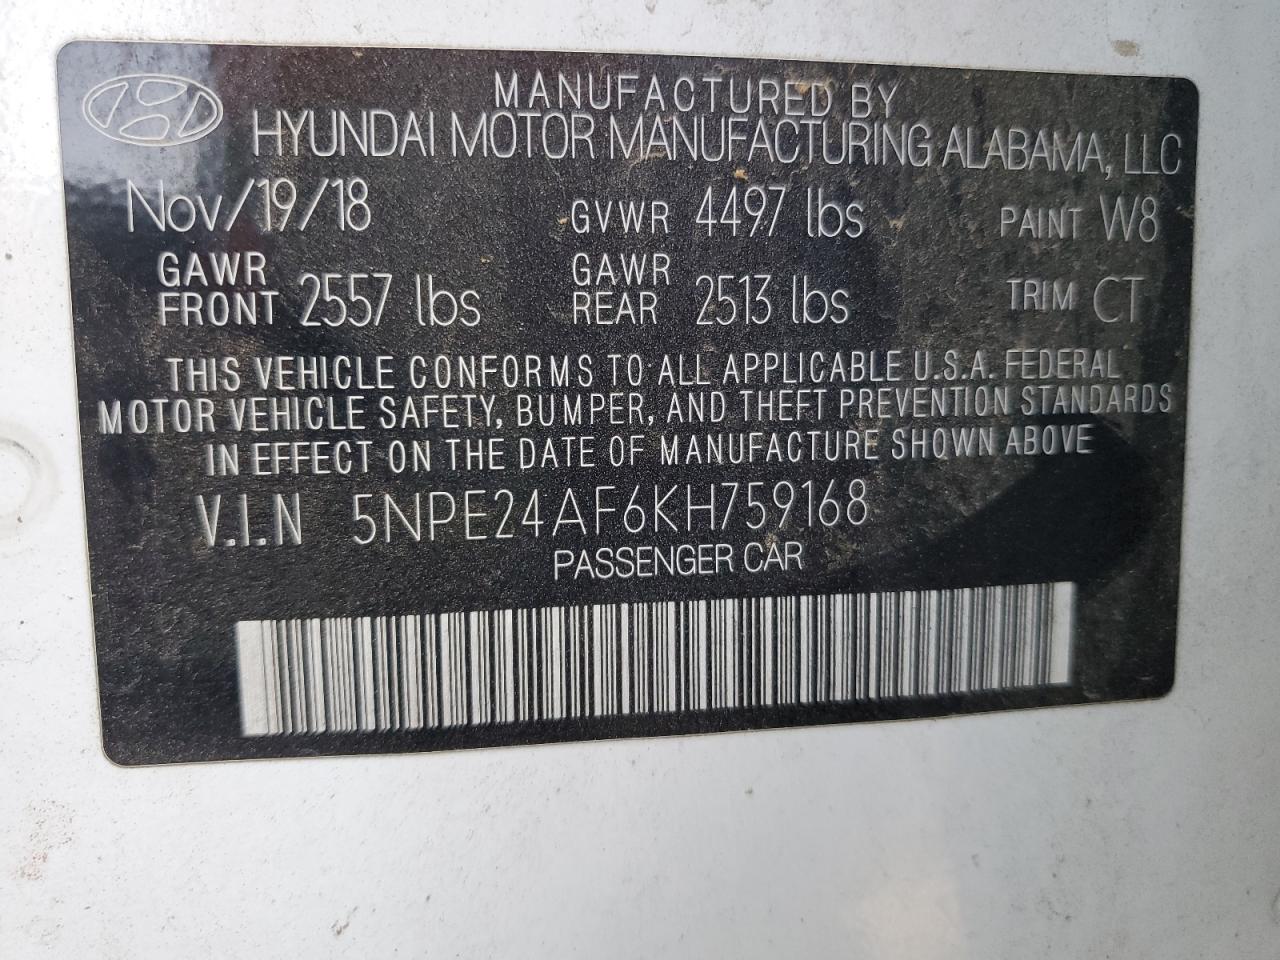 MANUFACTURED BY
HYUNDAI MOTOR MANUFACTURING ALABAMA, LLC
Nov/19/18 GVWR 4497 lbs PAINT W8
GAWR FRONT 2557 lbs GAWR REAR 2513 lbs TRIM CT
THIS VEHICLE CONFORMS TO ALL APPLICABLE U.S.A. FEDERAL
MOTOR VEHICLE SAFETY, BUMPER, AND THEFT PREVENTION STANDARDS
IN EFFECT ON THE DATE OF MANUFACTURE SHOWN ABOVE
V.I.N 5NPE24AF6KH759168
PASSENGER CAR